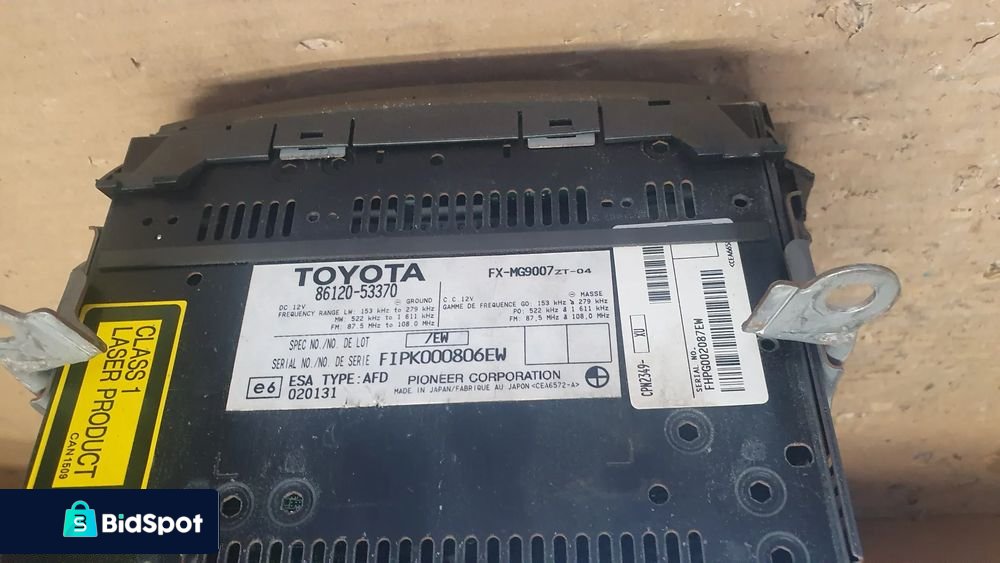 TOYOTA
86120-53370
FX-MG9007ZT-04
DC 12V ⊖ GROUND
FREQUENCY RANGE LW: 153 kHz to 279 kHz
MW: 522 kHz to 1 611 kHz
FM: 87.5 MHz to 108.0 MHz
C.C. 12V ⊖ MASSE
GAMME DE FREQUENCE GO: 153 kHz à 279 kHz
PO: 522 kHz à 1 611 kHz
FM: 87,5 MHz à 108,0 MHz
SPEC NO./NO. DE LOT /EW
SERIAL NO./NO. DE SERIE FIPK000806EW
e6 ESA TYPE:AFD
020131
PIONEER CORPORATION
MADE IN JAPAN/FABRIQUE AU JAPON <CEA6572-A>
CPN2349- XU
SERIAL NO.
FHPG002087EW
CLASS 1
LASER PRODUCT
CAN1509
BidSpot